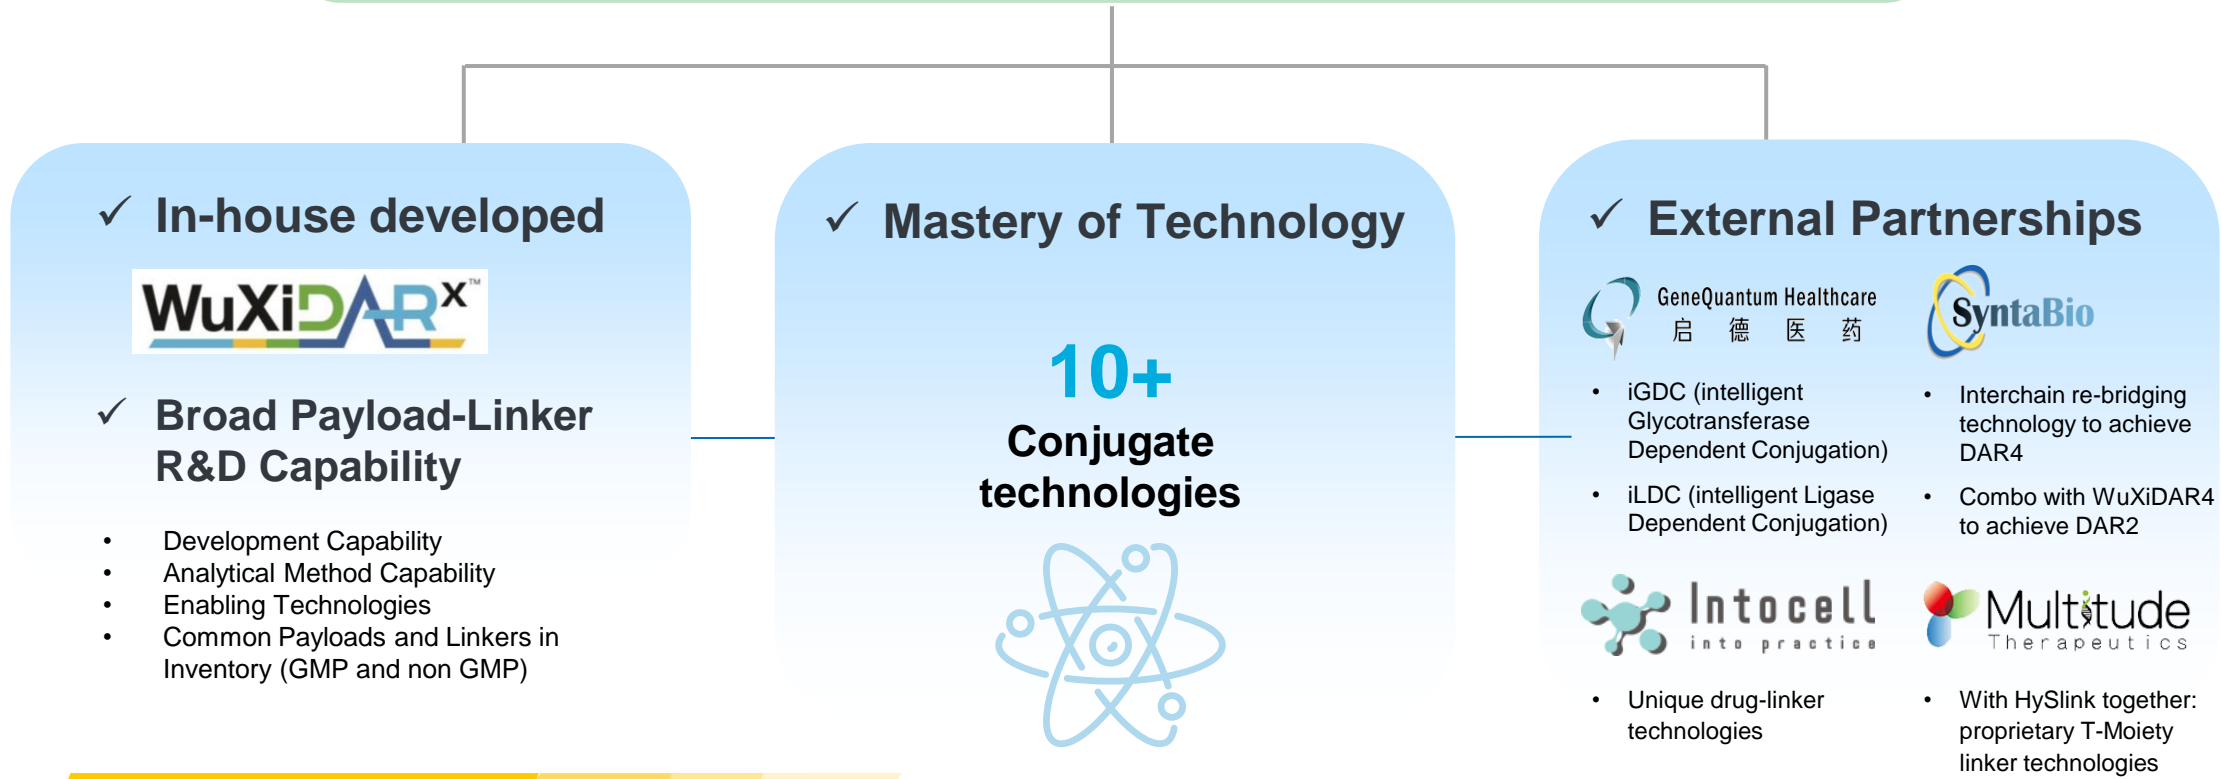 ✓ In-house developed
WuXiDARx™
✓ Broad Payload-Linker
R&D Capability
• Development Capability
• Analytical Method Capability
• Enabling Technologies
• Common Payloads and Linkers in
Inventory (GMP and non GMP)
✓ Mastery of Technology
10+
Conjugate
technologies
✓ External Partnerships
GeneQuantum Healthcare
启 德 医 药
• iGDC (intelligent
Glycotransferase
Dependent Conjugation)
• iLDC (intelligent Ligase
Dependent Conjugation)
SyntaBio
• Interchain re-bridging
technology to achieve
DAR4
• Combo with WuXiDAR4
to achieve DAR2
Intocell
into practice
• Unique drug-linker
technologies
Multitude
Therapeutics
• With HySlink together:
proprietary T-Moiety
linker technologies